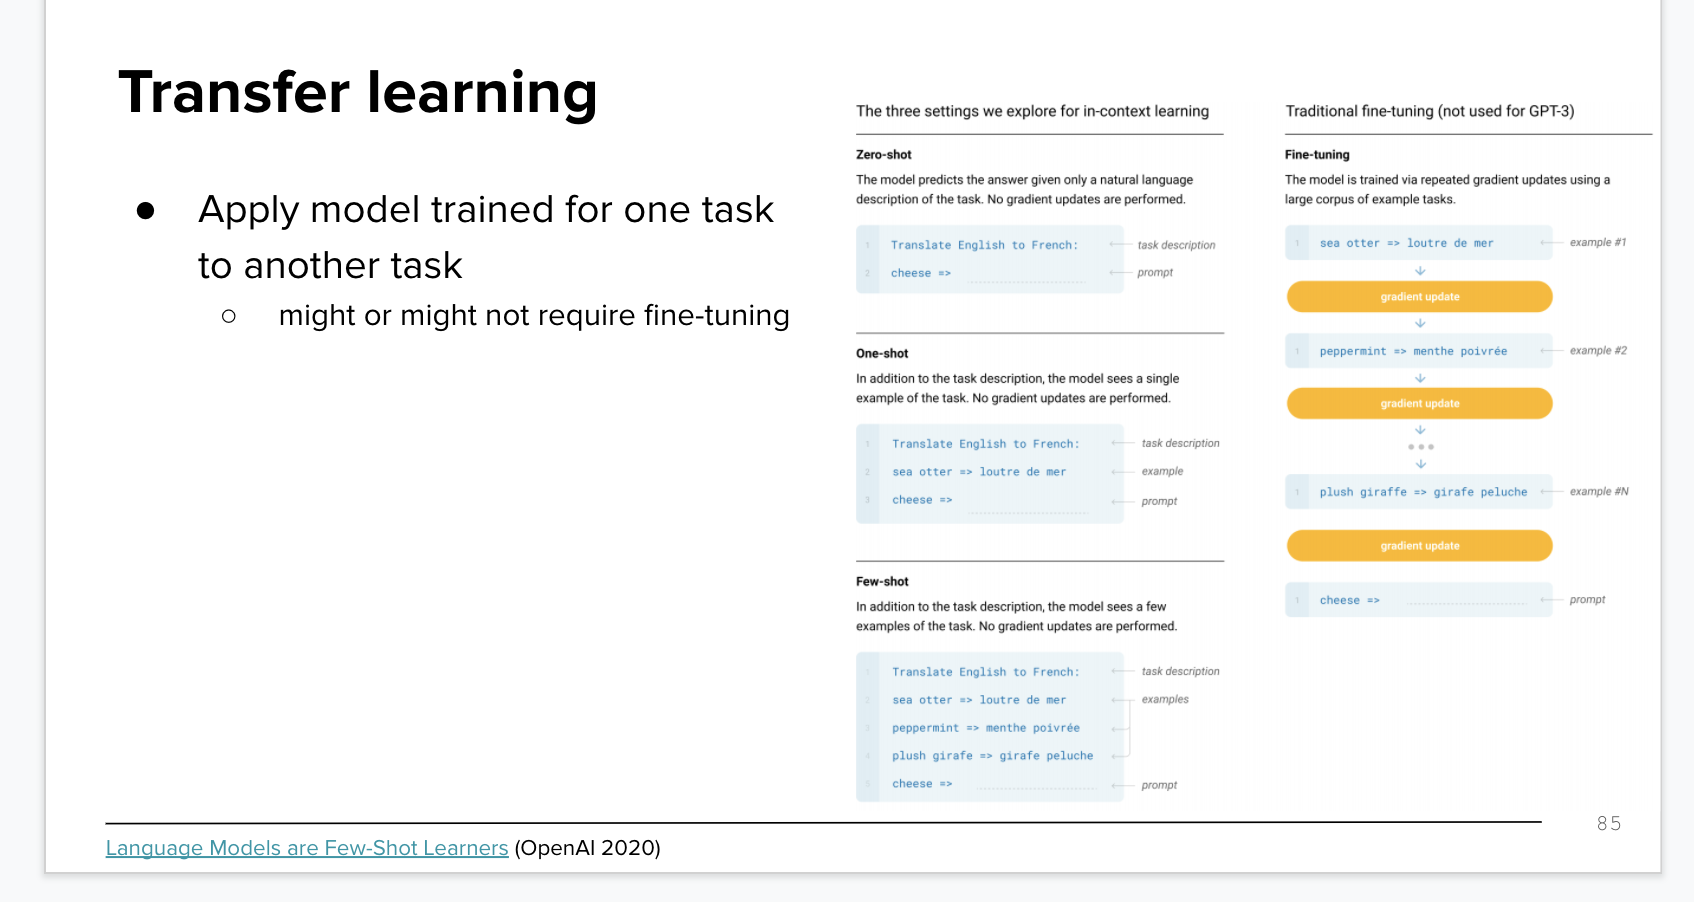 Transfer learning
● Apply model trained for one task
to another task
○ might or might not require fine-tuning
The three settings we explore for in-context learning
Zero-shot
The model predicts the answer given only a natural language
description of the task. No gradient updates are performed.
1 Translate English to French: task description
2 cheese => prompt
One-shot
In addition to the task description, the model sees a single
example of the task. No gradient updates are performed.
1 Translate English to French: task description
2 sea otter => loutre de mer example
3 cheese => prompt
Few-shot
In addition to the task description, the model sees a few
examples of the task. No gradient updates are performed.
Translate English to French: task description
sea otter => loutre de mer examples
peppermint => menthe poivrée
plush girafe => girafe peluche
cheese => prompt
Traditional fine-tuning (not used for GPT-3)
Fine-tuning
The model is trained via repeated gradient updates using a
large corpus of example tasks.
1 sea otter => loutre de mer example #1
gradient update
1 peppermint => menthe poivrée example #2
gradient update
1 plush giraffe => girafe peluche example #N
gradient update
1 cheese => prompt
Language Models are Few-Shot Learners (OpenAI 2020)
85